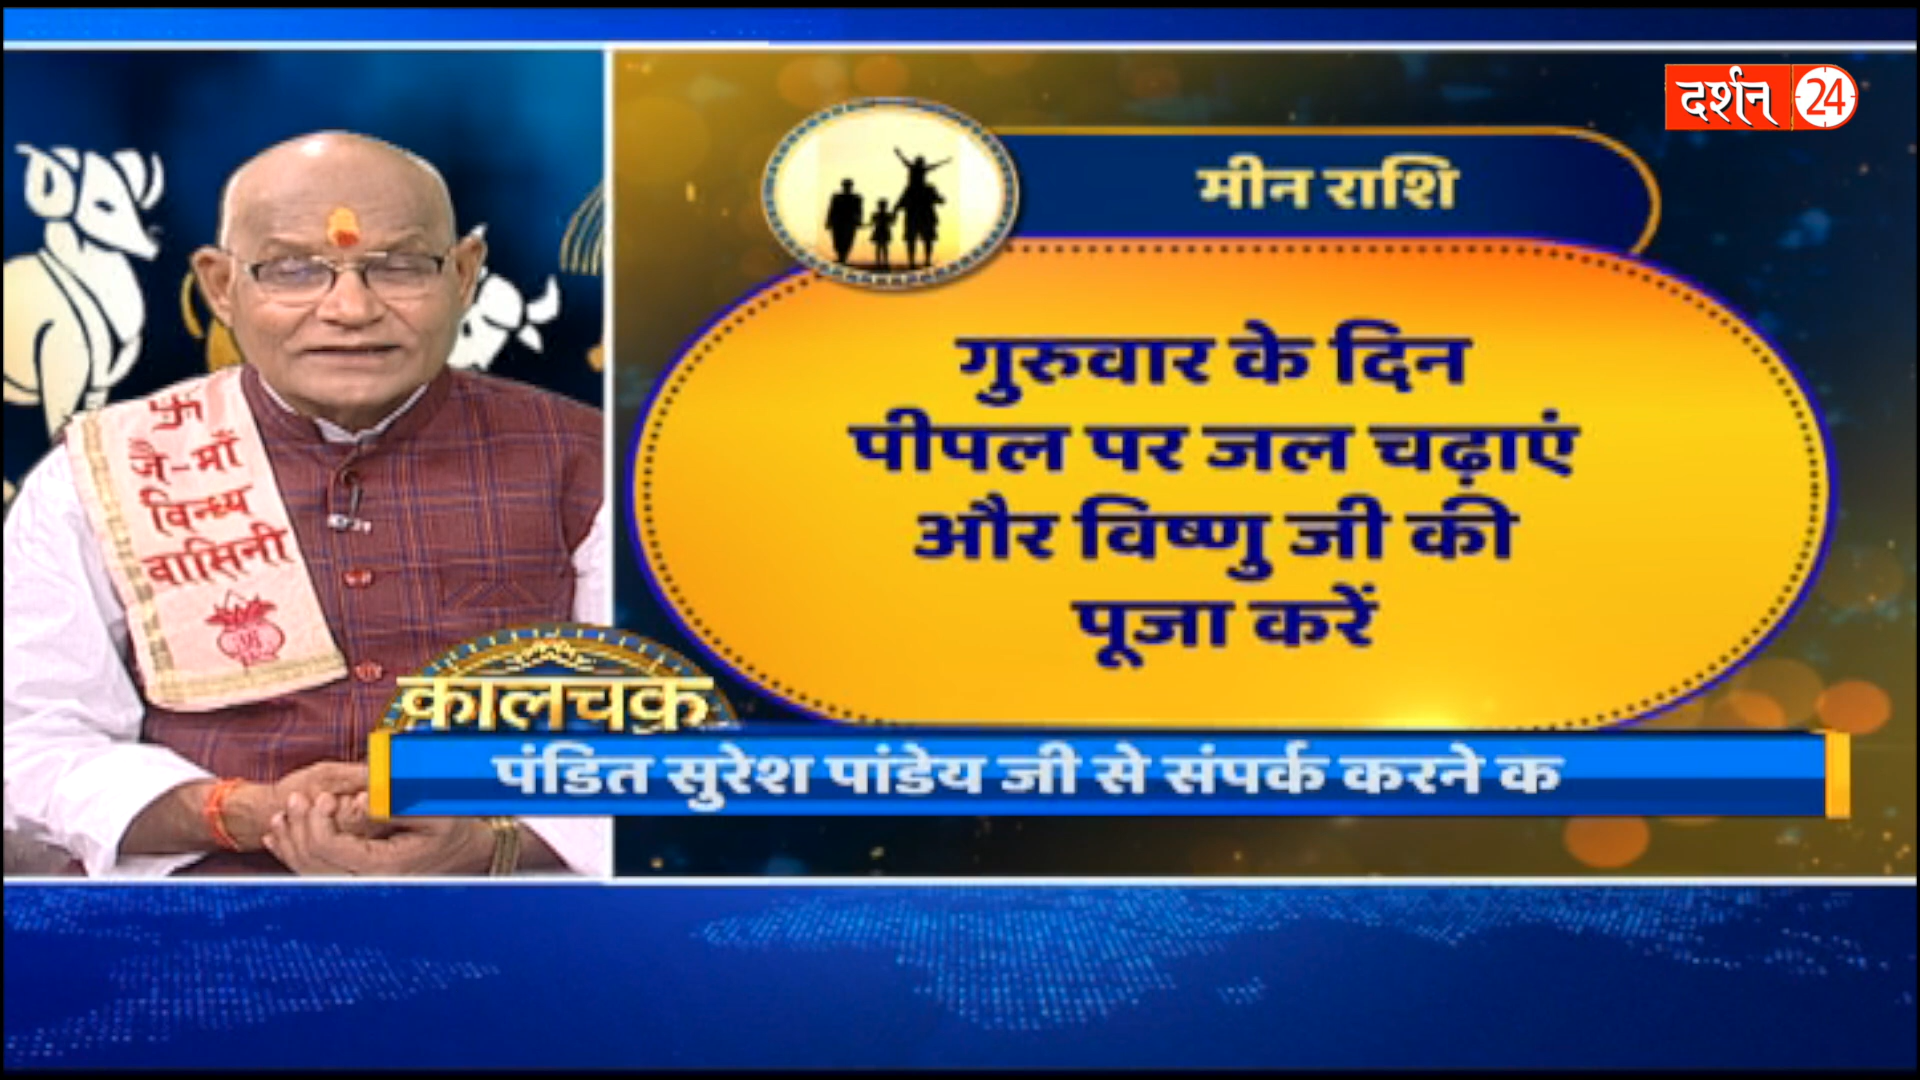 दर्शन 24
मीन राशि
गुरुवार के दिन
पीपल पर जल चढ़ाएं
और विष्णु जी की
पूजा करें
जै-माँ
विन्ध्य
वासिनी
कालचक्र
पंडित सुरेश पांडेय जी से संपर्क करने क